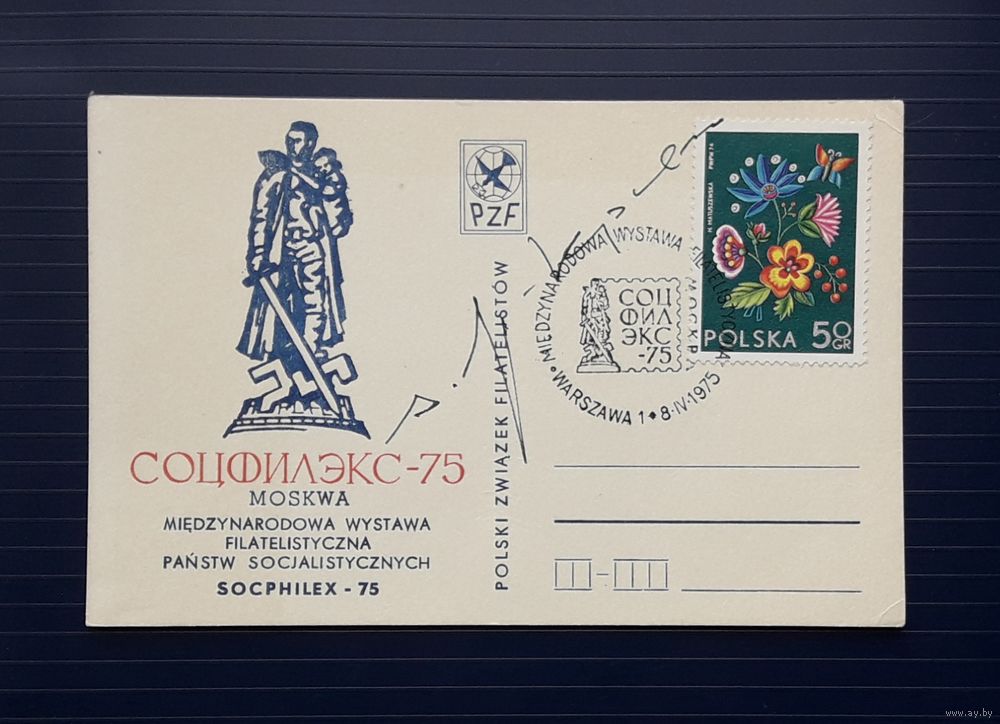 PZF
СОЦФИЛЭКС-75
MOSKWA
MIĘDZYNARODOWA WYSTAWA
FILATELISTYCZNA
PAŃSTW SOCJALISTYCZNYCH
SOCPHILEX - 75
POLSKI ZWIĄZEK FILATELISTÓW
• MIĘDZYNARODOWA WYSTAWA FILATELISTYCZNA
СОЦ
ФИЛ
ЭКС
-75
WARSZAWA 1 • 8-IV-1975
H. MATUSZEWSKA
PWPW 74
POLSKA 50
GR
www.ay.by